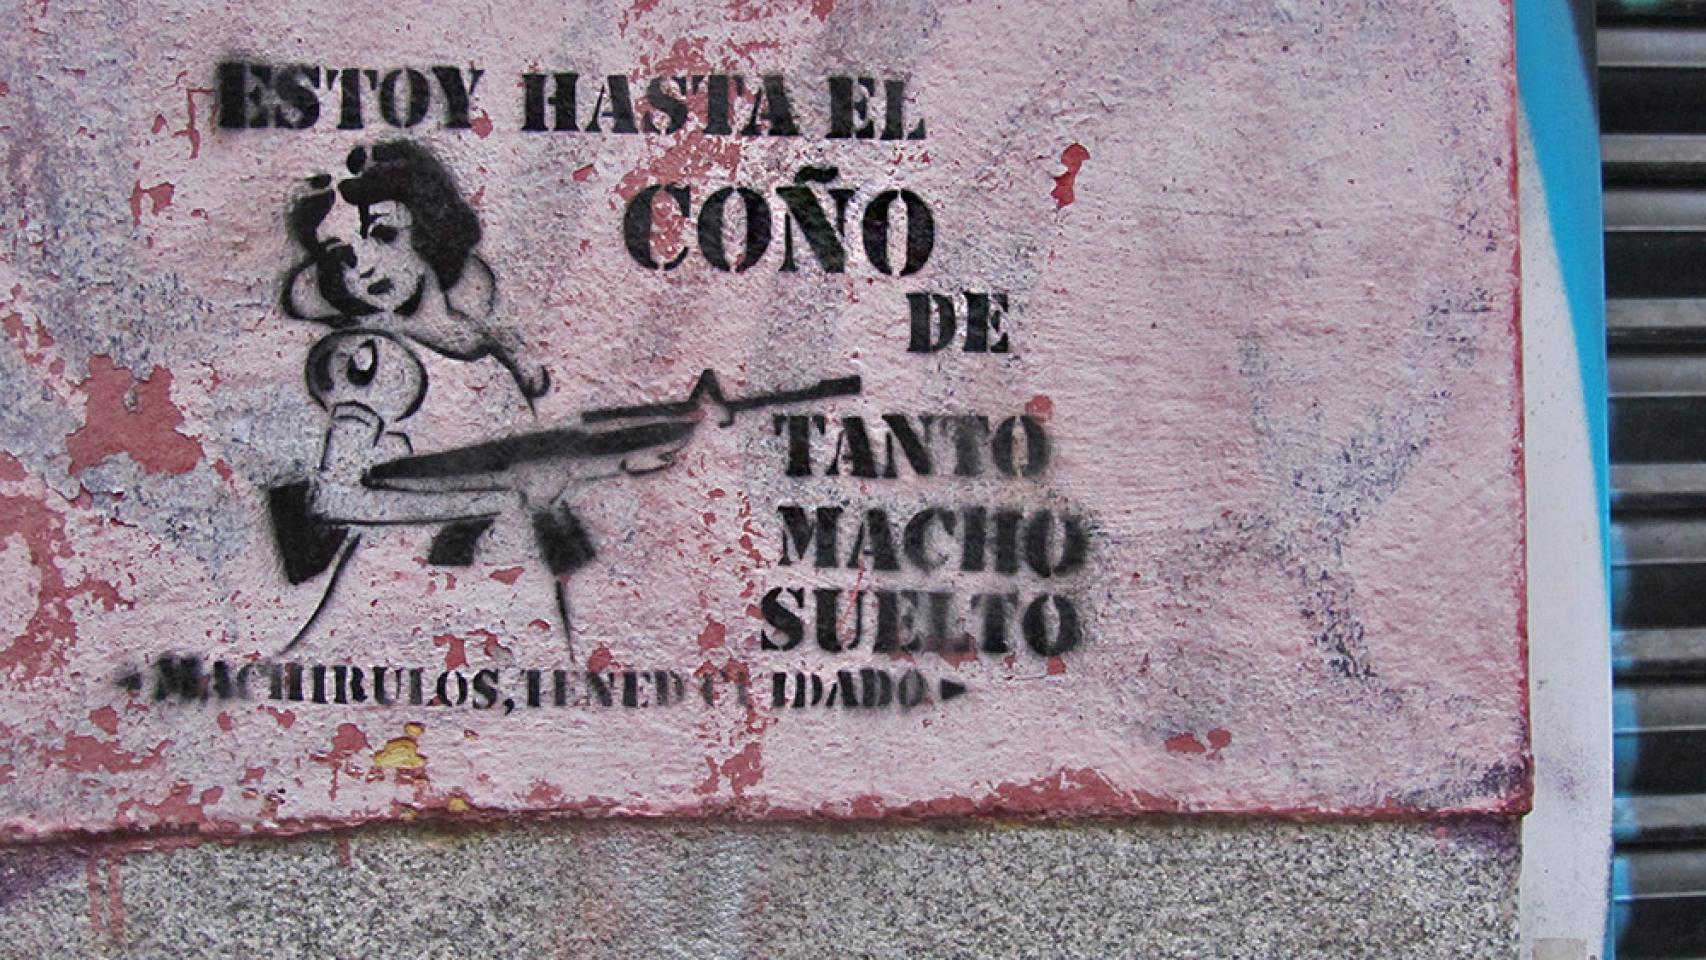 ESTOY HASTA EL
COÑO
DE
TANTO
MACHO
SUELTO
MACHIRULOS, TENED CUIDADO